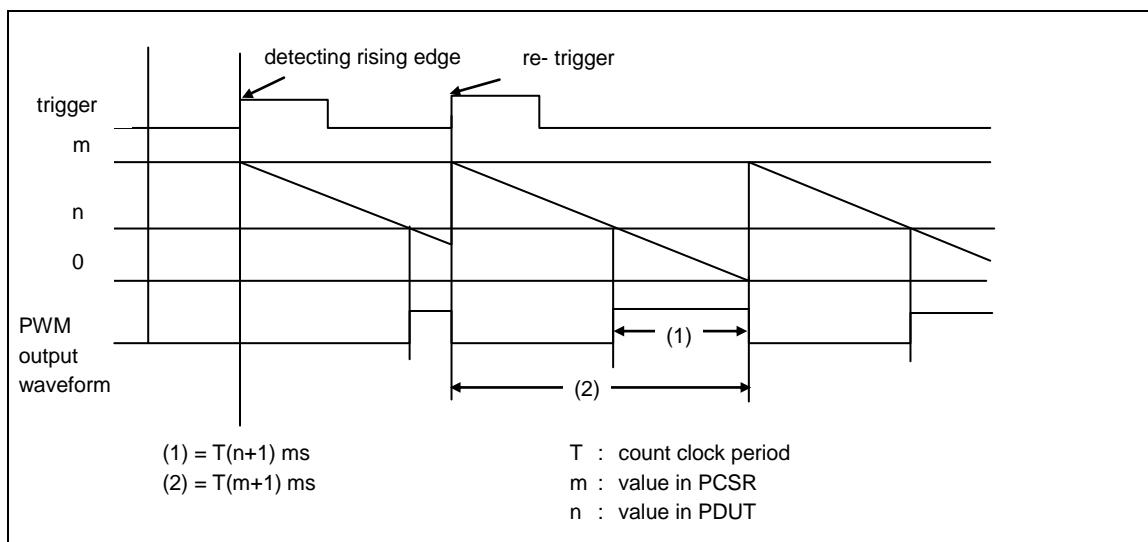 detecting rising edge
re- trigger
trigger
m
n
0
PWM
output
waveform
(1)
(2)
(1) = T(n+1) ms
(2) = T(m+1) ms
T : count clock period
m : value in PCSR
n : value in PDUT